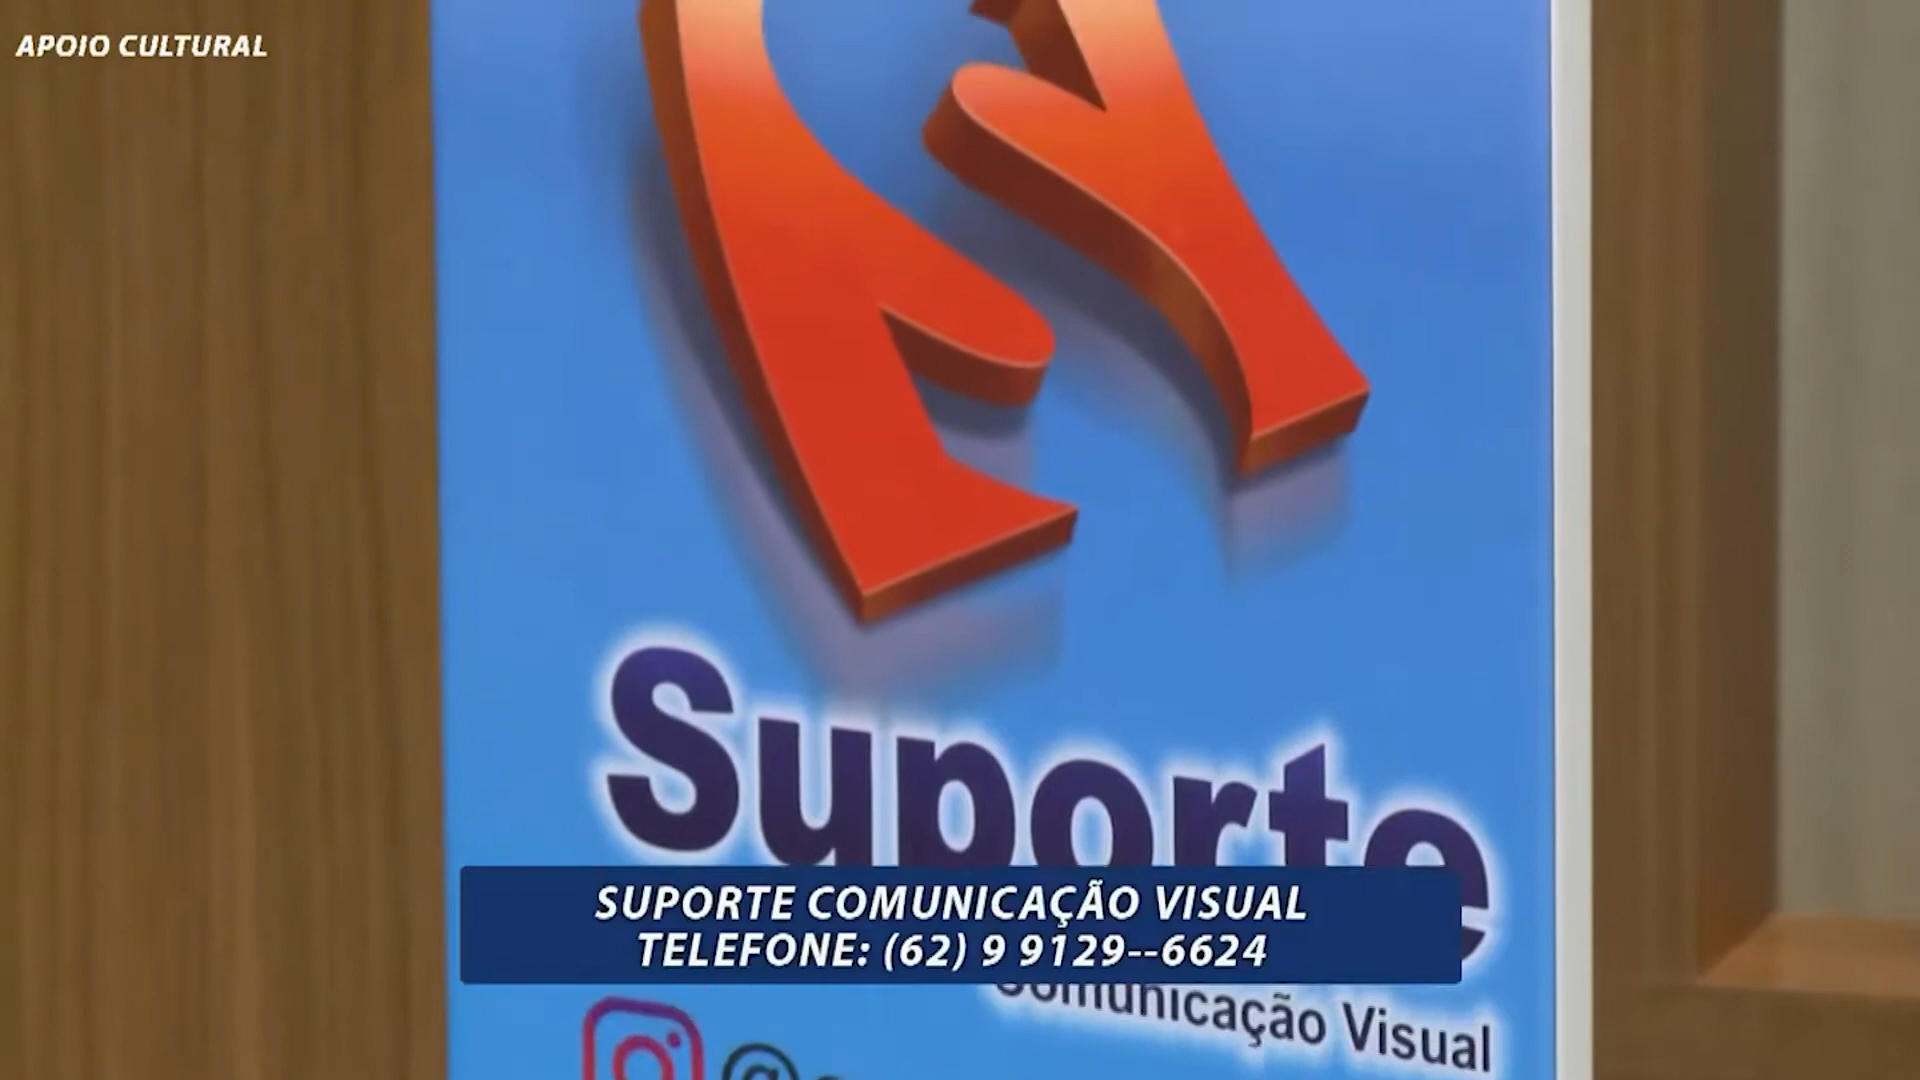 APOIO CULTURAL
Suporte
SUPORTE COMUNICAÇÃO VISUAL
TELEFONE: (62) 9 9129--6624
Comunicação Visual
@